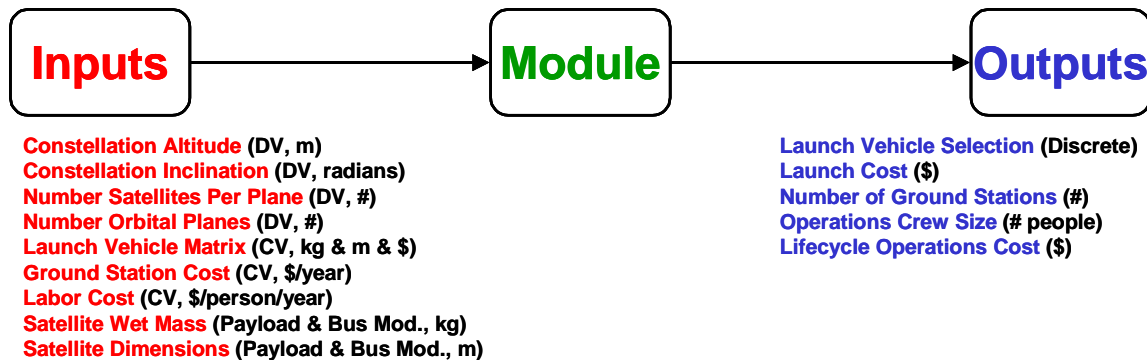 Inputs
Module
Outputs
Constellation Altitude (DV, m)
Constellation Inclination (DV, radians)
Number Satellites Per Plane (DV, #)
Number Orbital Planes (DV, #)
Launch Vehicle Matrix (CV, kg & m & $)
Ground Station Cost (CV, $/year)
Labor Cost (CV, $/person/year)
Satellite Wet Mass (Payload & Bus Mod., kg)
Satellite Dimensions (Payload & Bus Mod., m)
Launch Vehicle Selection (Discrete)
Launch Cost ($)
Number of Ground Stations (#)
Operations Crew Size (# people)
Lifecycle Operations Cost ($)